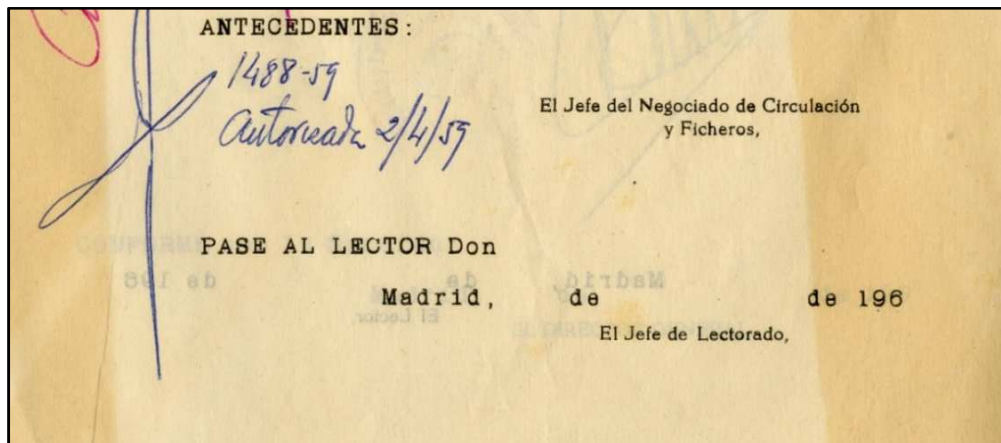 ANTECEDENTES:
1488-59
autorizada 2/4/59
El Jefe del Negociado de Circulación
y Ficheros,
PASE AL LECTOR Don
Madrid, de de 196
El Jefe de Lectorado,